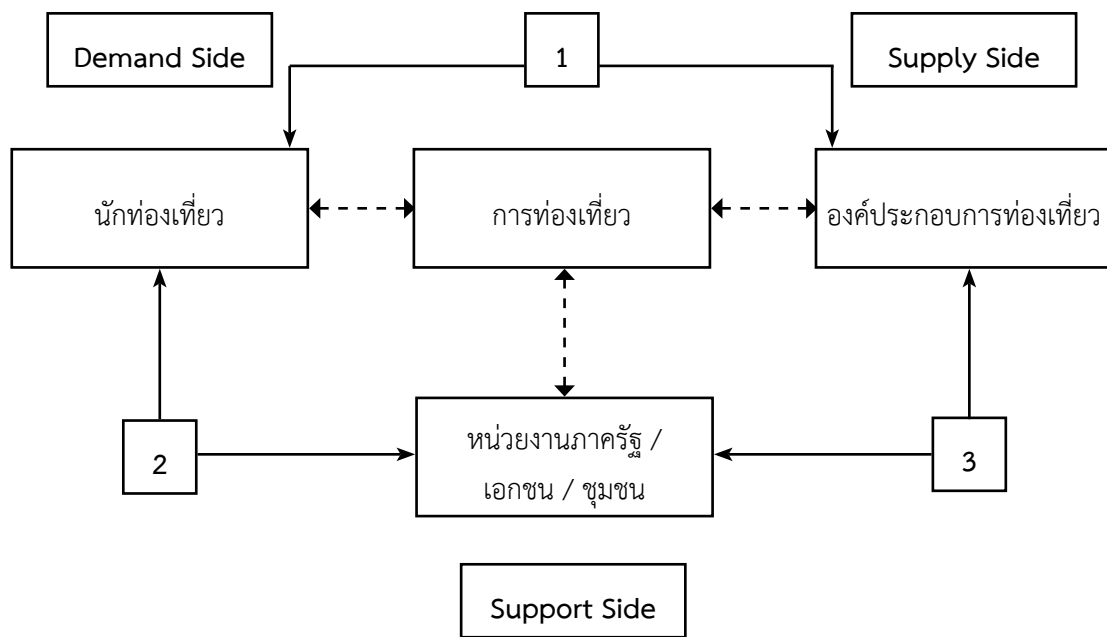 Demand Side
1
Supply Side
นักท่องเที่ยว
การท่องเที่ยว
องค์ประกอบการท่องเที่ยว
2
หน่วยงานภาครัฐ /
เอกชน / ชุมชน
3
Support Side